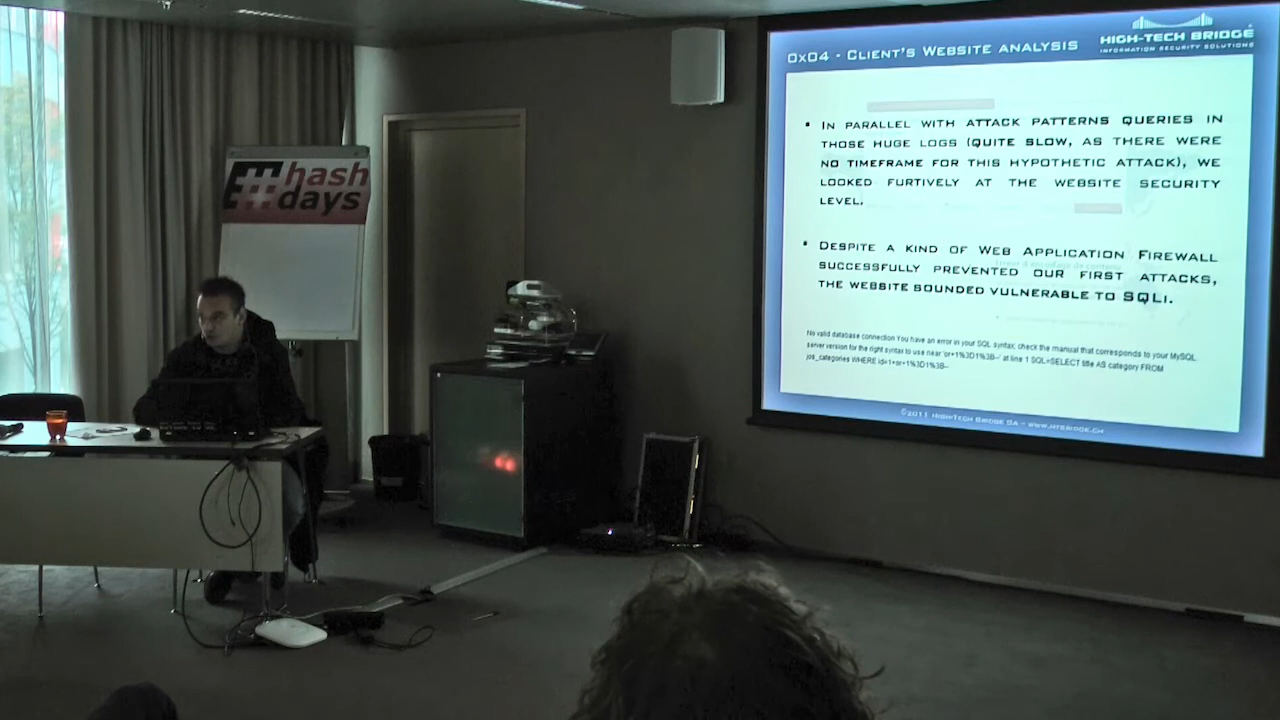 hash
days
HIGH-TECH BRIDGE
INFORMATION SECURITY SOLUTIONS
0x04 - CLIENT'S WEBSITE ANALYSIS
IN PARALLEL WITH ATTACK PATTERNS QUERIES IN
THOSE HUGE LOGS (QUITE SLOW, AS THERE WERE
NO TIMEFRAME FOR THIS HYPOTHETIC ATTACK), WE
LOOKED FURTIVELY AT THE WEBSITE SECURITY
LEVEL.
DESPITE A KIND OF WEB APPLICATION FIREWALL
SUCCESSFULLY PREVENTED OUR FIRST ATTACKS,
THE WEBSITE SOUNDED VULNERABLE TO SQLI.
No valid database connection You have an error in your SQL syntax; check the manual that corresponds to your MySQL
server version for the right syntax to use near 'or+1%3D1%3B--' at line 1 SQL=SELECT title AS category FROM
jos_categories WHERE id=1+or+1%3D1%3B--
©2011 HIGH-TECH BRIDGE SA – WWW.HTBRIDGE.CH